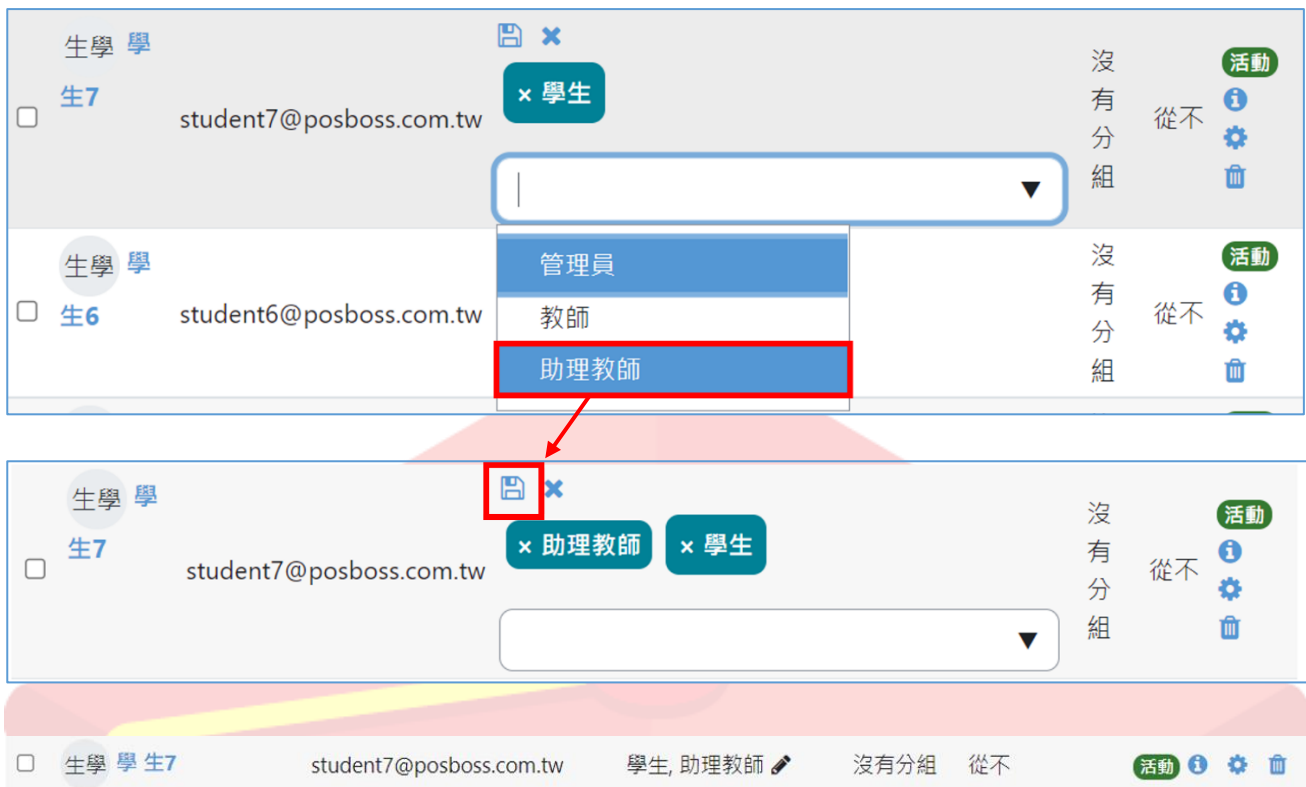 生學 學
生7
student7@posboss.com.tw
× 學生
沒有分組
從不
活動
管理員
教師
助理教師
生學 學
生6
student6@posboss.com.tw
沒有分組
從不
活動
生學 學
生7
student7@posboss.com.tw
× 助理教師 × 學生
沒有分組
從不
活動
生學 學 生7 student7@posboss.com.tw 學生, 助理教師 沒有分組 從不 活動